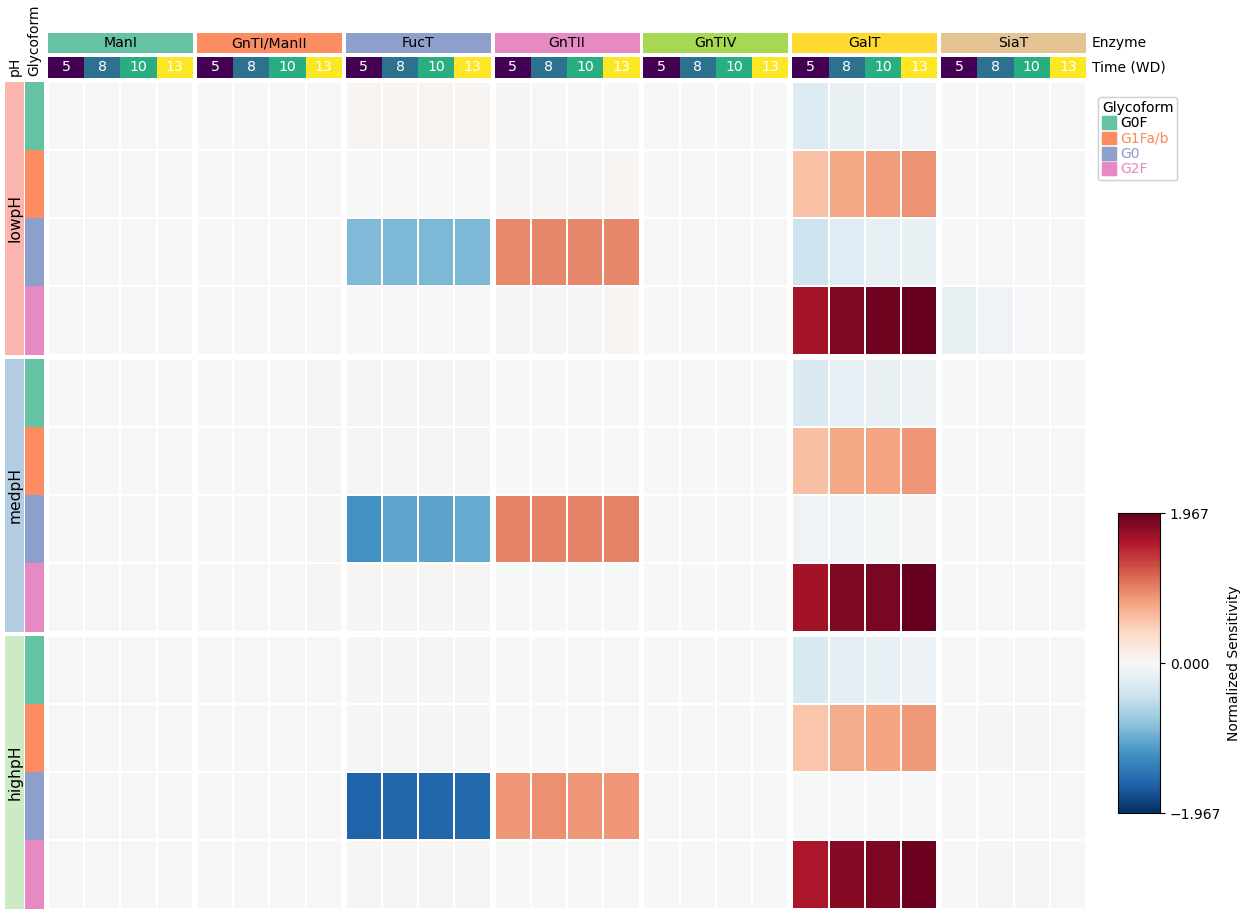 pH
Glycoform
ManI GnTI/ManII FucT GnTII GnTIV GalT SiaT Enzyme
5 8 10 13 5 8 10 13 5 8 10 13 5 8 10 13 5 8 10 13 5 8 10 13 5 8 10 13 Time (WD)
Glycoform
G0F
G1Fa/b
G0
G2F
lowpH
medpH
highpH
1.967
0.000
−1.967
Normalized Sensitivity